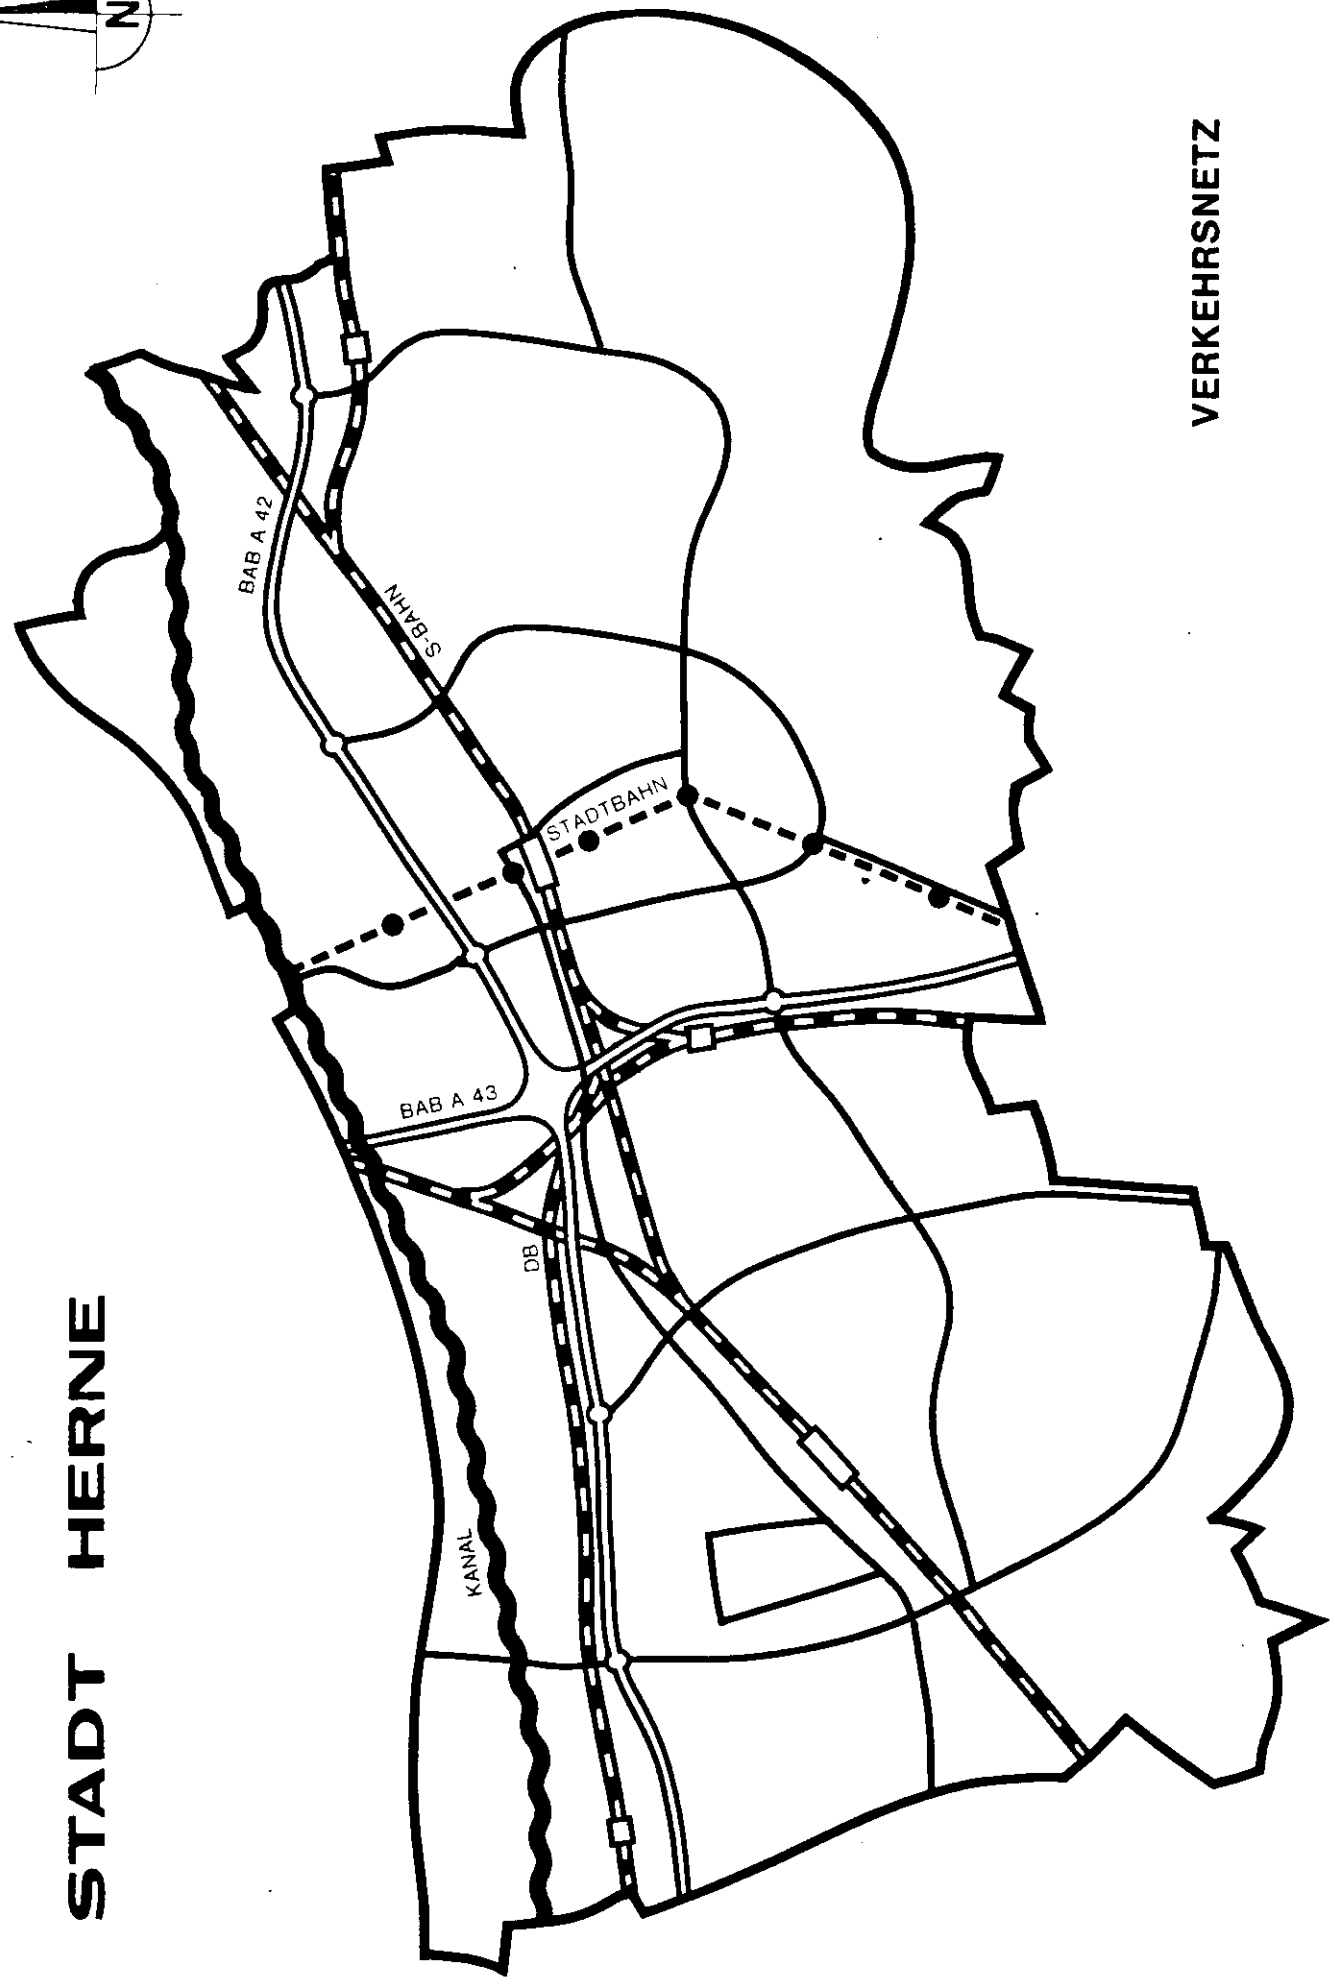 STADT HERNE
N
BAB A 42
S-BAHN
STADTBAHN
BAB A 43
DB
KANAL
VERKEHRSNETZ